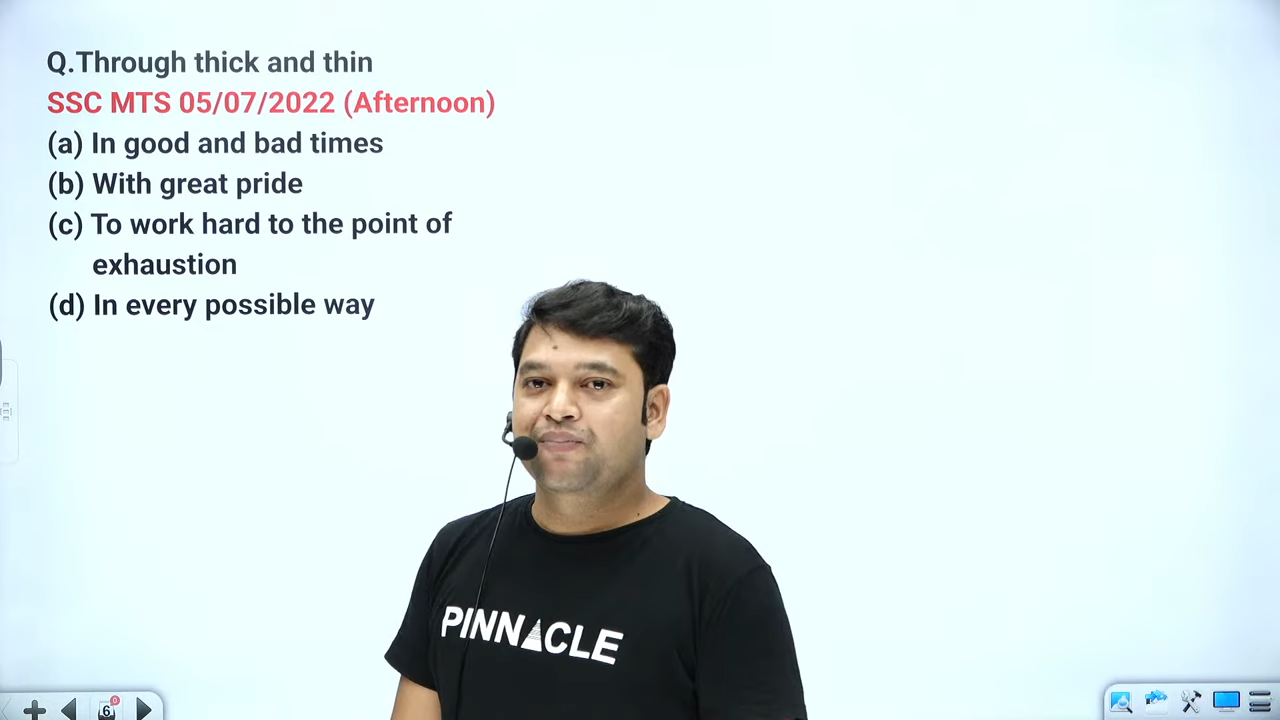 Q.Through thick and thin
SSC MTS 05/07/2022 (Afternoon)
(a) In good and bad times
(b) With great pride
(c) To work hard to the point of
exhaustion
(d) In every possible way
PINNACLE
6
0